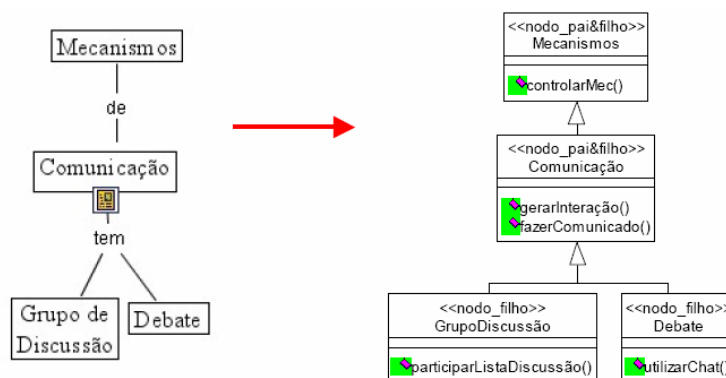 Mecanismos
de
Comunicação
tem
Grupo de
Discussão
Debate
<<nodo_pai&filho>>
Mecanismos
controlarMec()
<<nodo_pai&filho>>
Comunicação
gerarInteração()
fazerComunicado()
<<nodo_filho>>
GrupoDiscussão
participarListaDiscussão()
<<nodo_filho>>
Debate
utilizarChat()